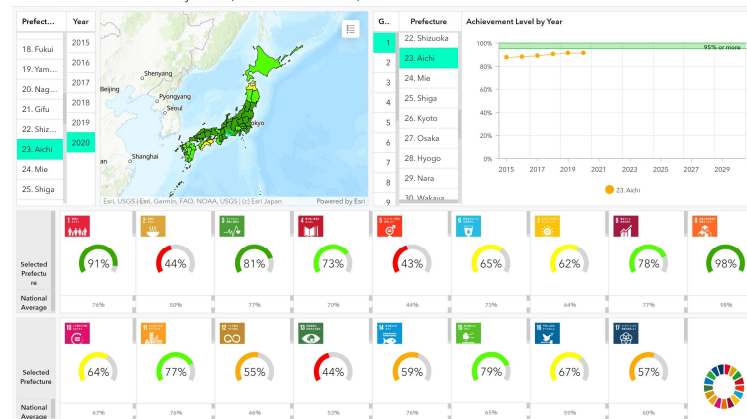 Prefect...
Year
18. Fukui
19. Yam...
20. Nag...
21. Gifu
22. Shiz...
23. Aichi
24. Mie
25. Shiga
2015
2016
2017
2018
2019
2020
Shenyang
Beijing
Pyongyang
Seoul
Shanghai
Esri, USGS | Esri, Garmin, FAO, NOAA, USGS | (c) Esri Japan
Powered by Esri
G..
Prefecture
1
2
3
4
5
6
7
8
9
22. Shizuoka
23. Aichi
24. Mie
25. Shiga
26. Kyoto
27. Osaka
28. Hyogo
29. Nara
30. Wakaya
Achievement Level by Year
100%
80%
60%
40%
20%
0%
95% or more
2015
2017
2019
2021
2023
2025
2027
2029
23. Aichi
1
2
3
4
5
6
7
8
9
Selected
Prefectu
re
91%
44%
81%
73%
43%
65%
62%
78%
98%
National
Average
76%
50%
77%
70%
44%
73%
64%
77%
98%
10
11
12
13
14
15
16
17
Selected
Prefecture
64%
77%
55%
44%
59%
79%
67%
57%
National
Average
67%
76%
46%
53%
76%
65%
59%
60%